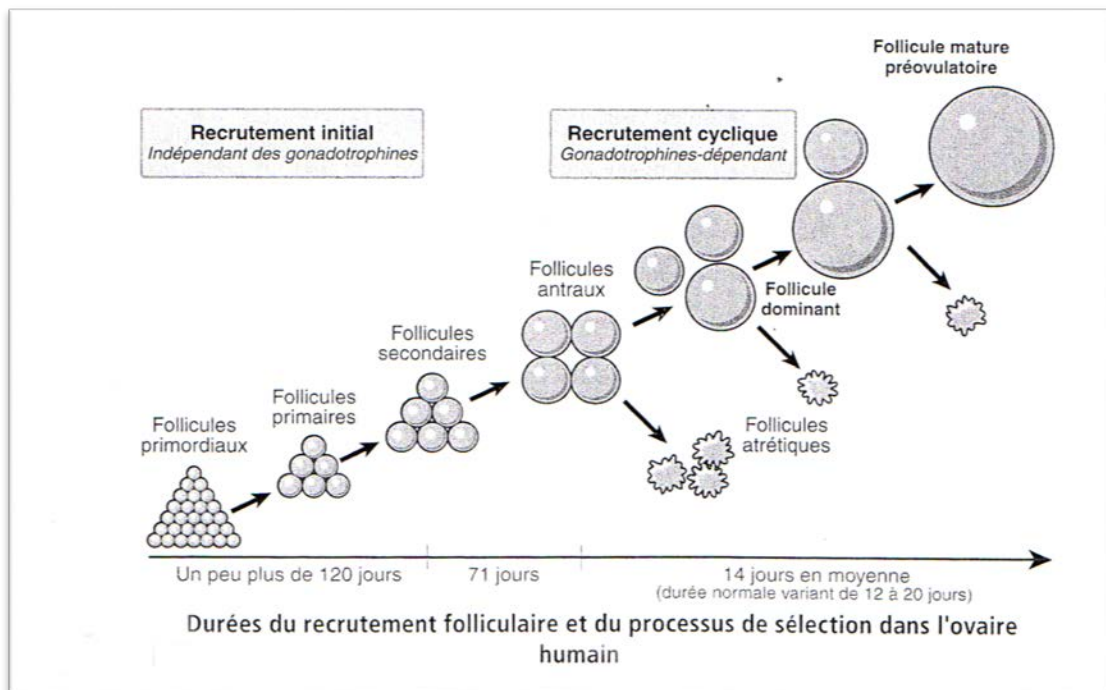 Follicule mature
préovulatoire
Recrutement initial
Indépendant des gonadotrophines
Recrutement cyclique
Gonadotrophines-dépendant
Follicules
antraux
Follicule
dominant
Follicules
secondaires
Follicules
primaires
Follicules
primordiaux
Follicules
atrétiques
Un peu plus de 120 jours
71 jours
14 jours en moyenne
(durée normale variant de 12 à 20 jours)
Durées du recrutement folliculaire et du processus de sélection dans l'ovaire
humain